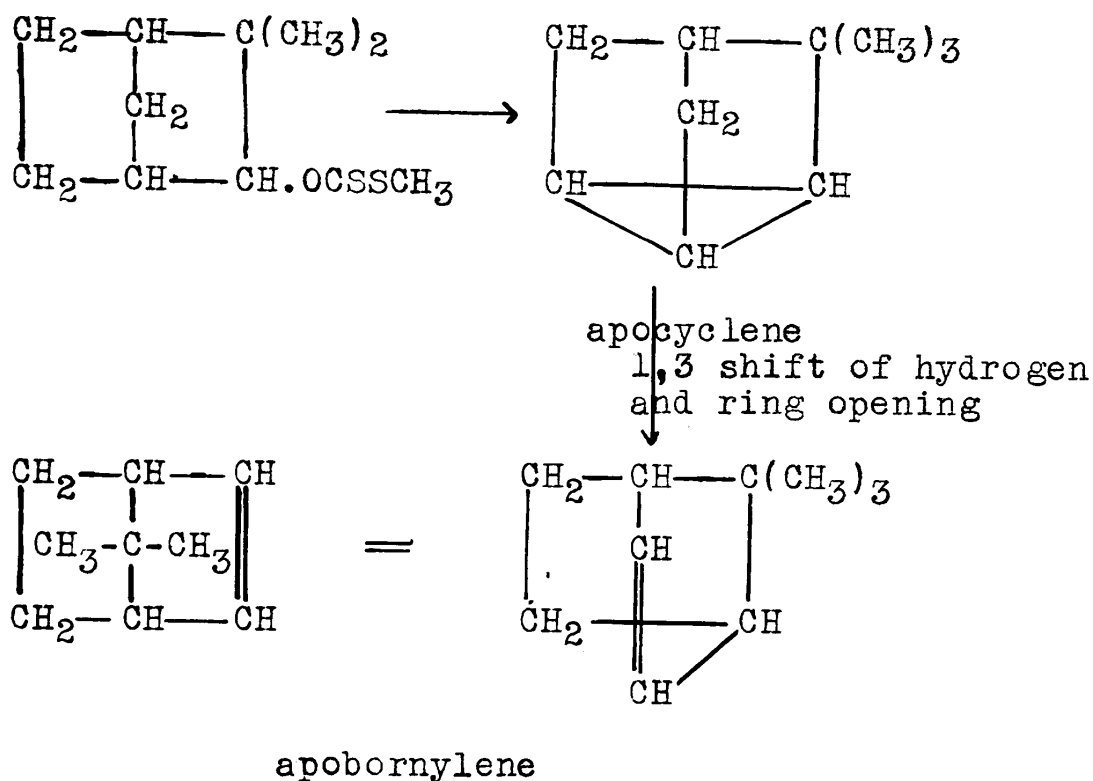 CH2 CH C(CH3)2
CH2 CH C(CH3)3
CH2
CH2
CH2 CH CH.OCSSCH3
CH CH
CH
apocyclene
1,3 shift of hydrogen
and ring opening
CH2 CH CH
CH2 CH C(CH3)3
CH3-C-CH3
=
CH
CH2 CH CH
CH2 CH
CH
apobornylene